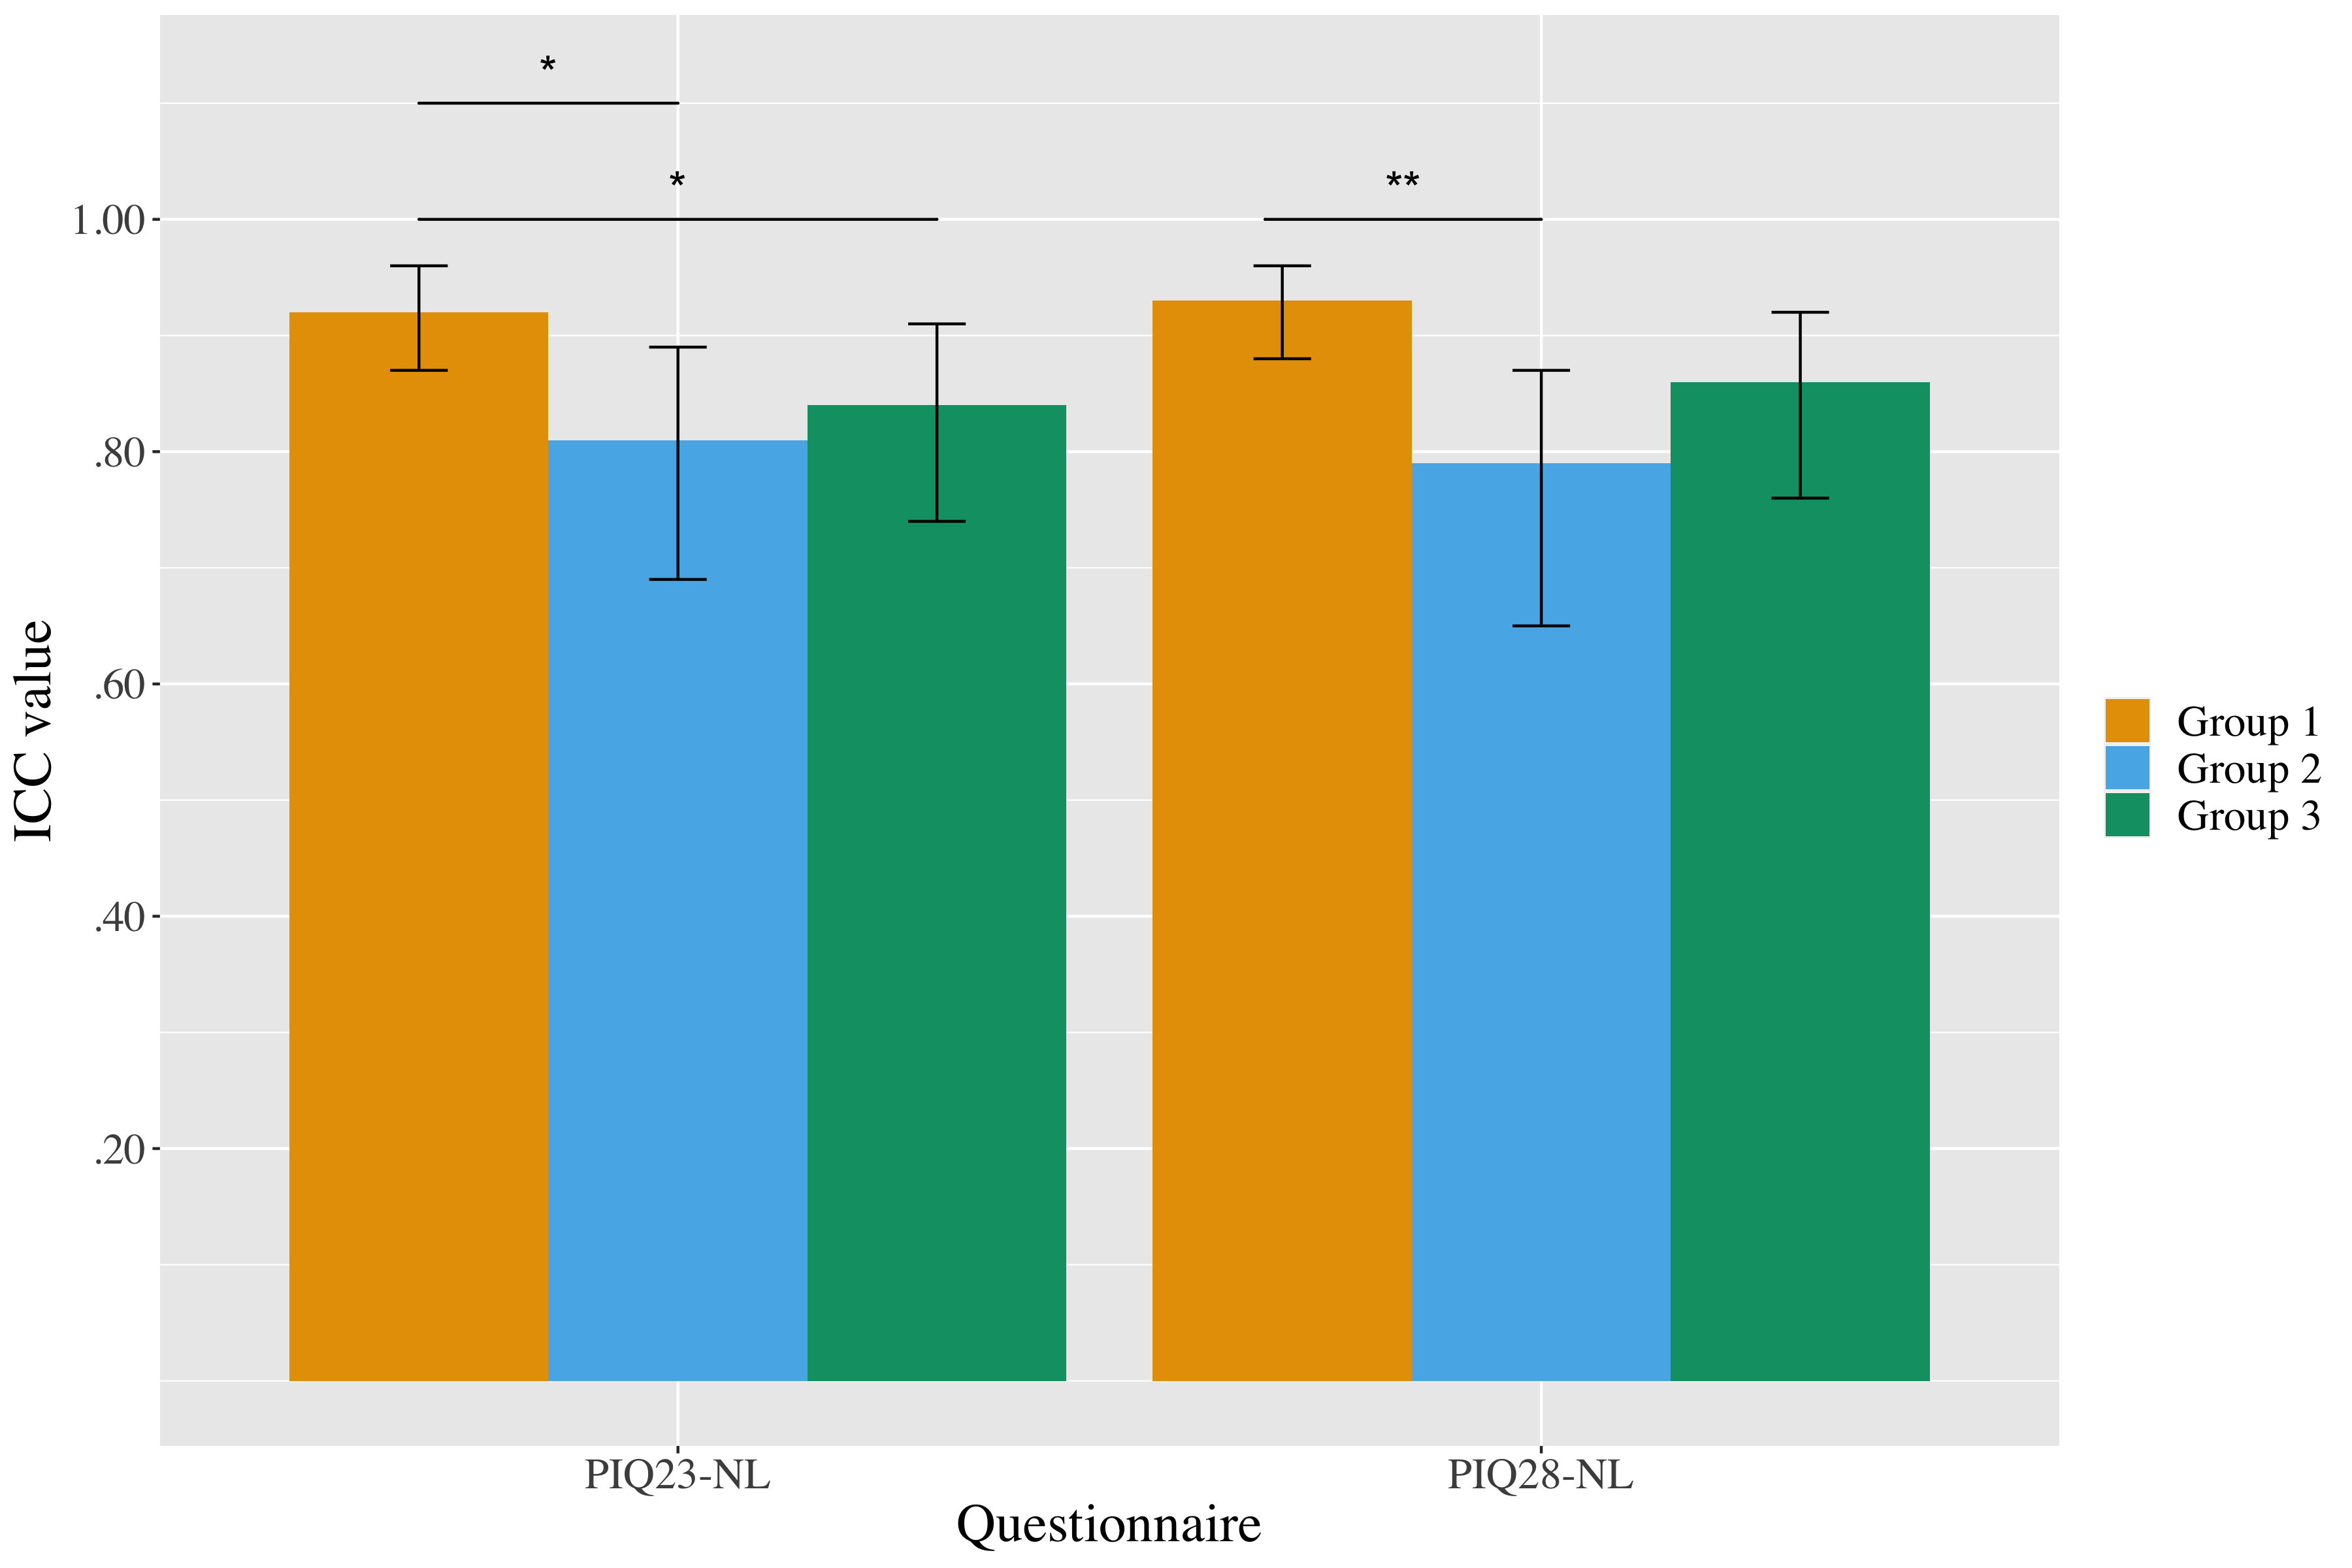 *
*
**
1.00
.80
.60
.40
.20
ICC value
PIQ23-NL
PIQ28-NL
Questionnaire
Group 1
Group 2
Group 3